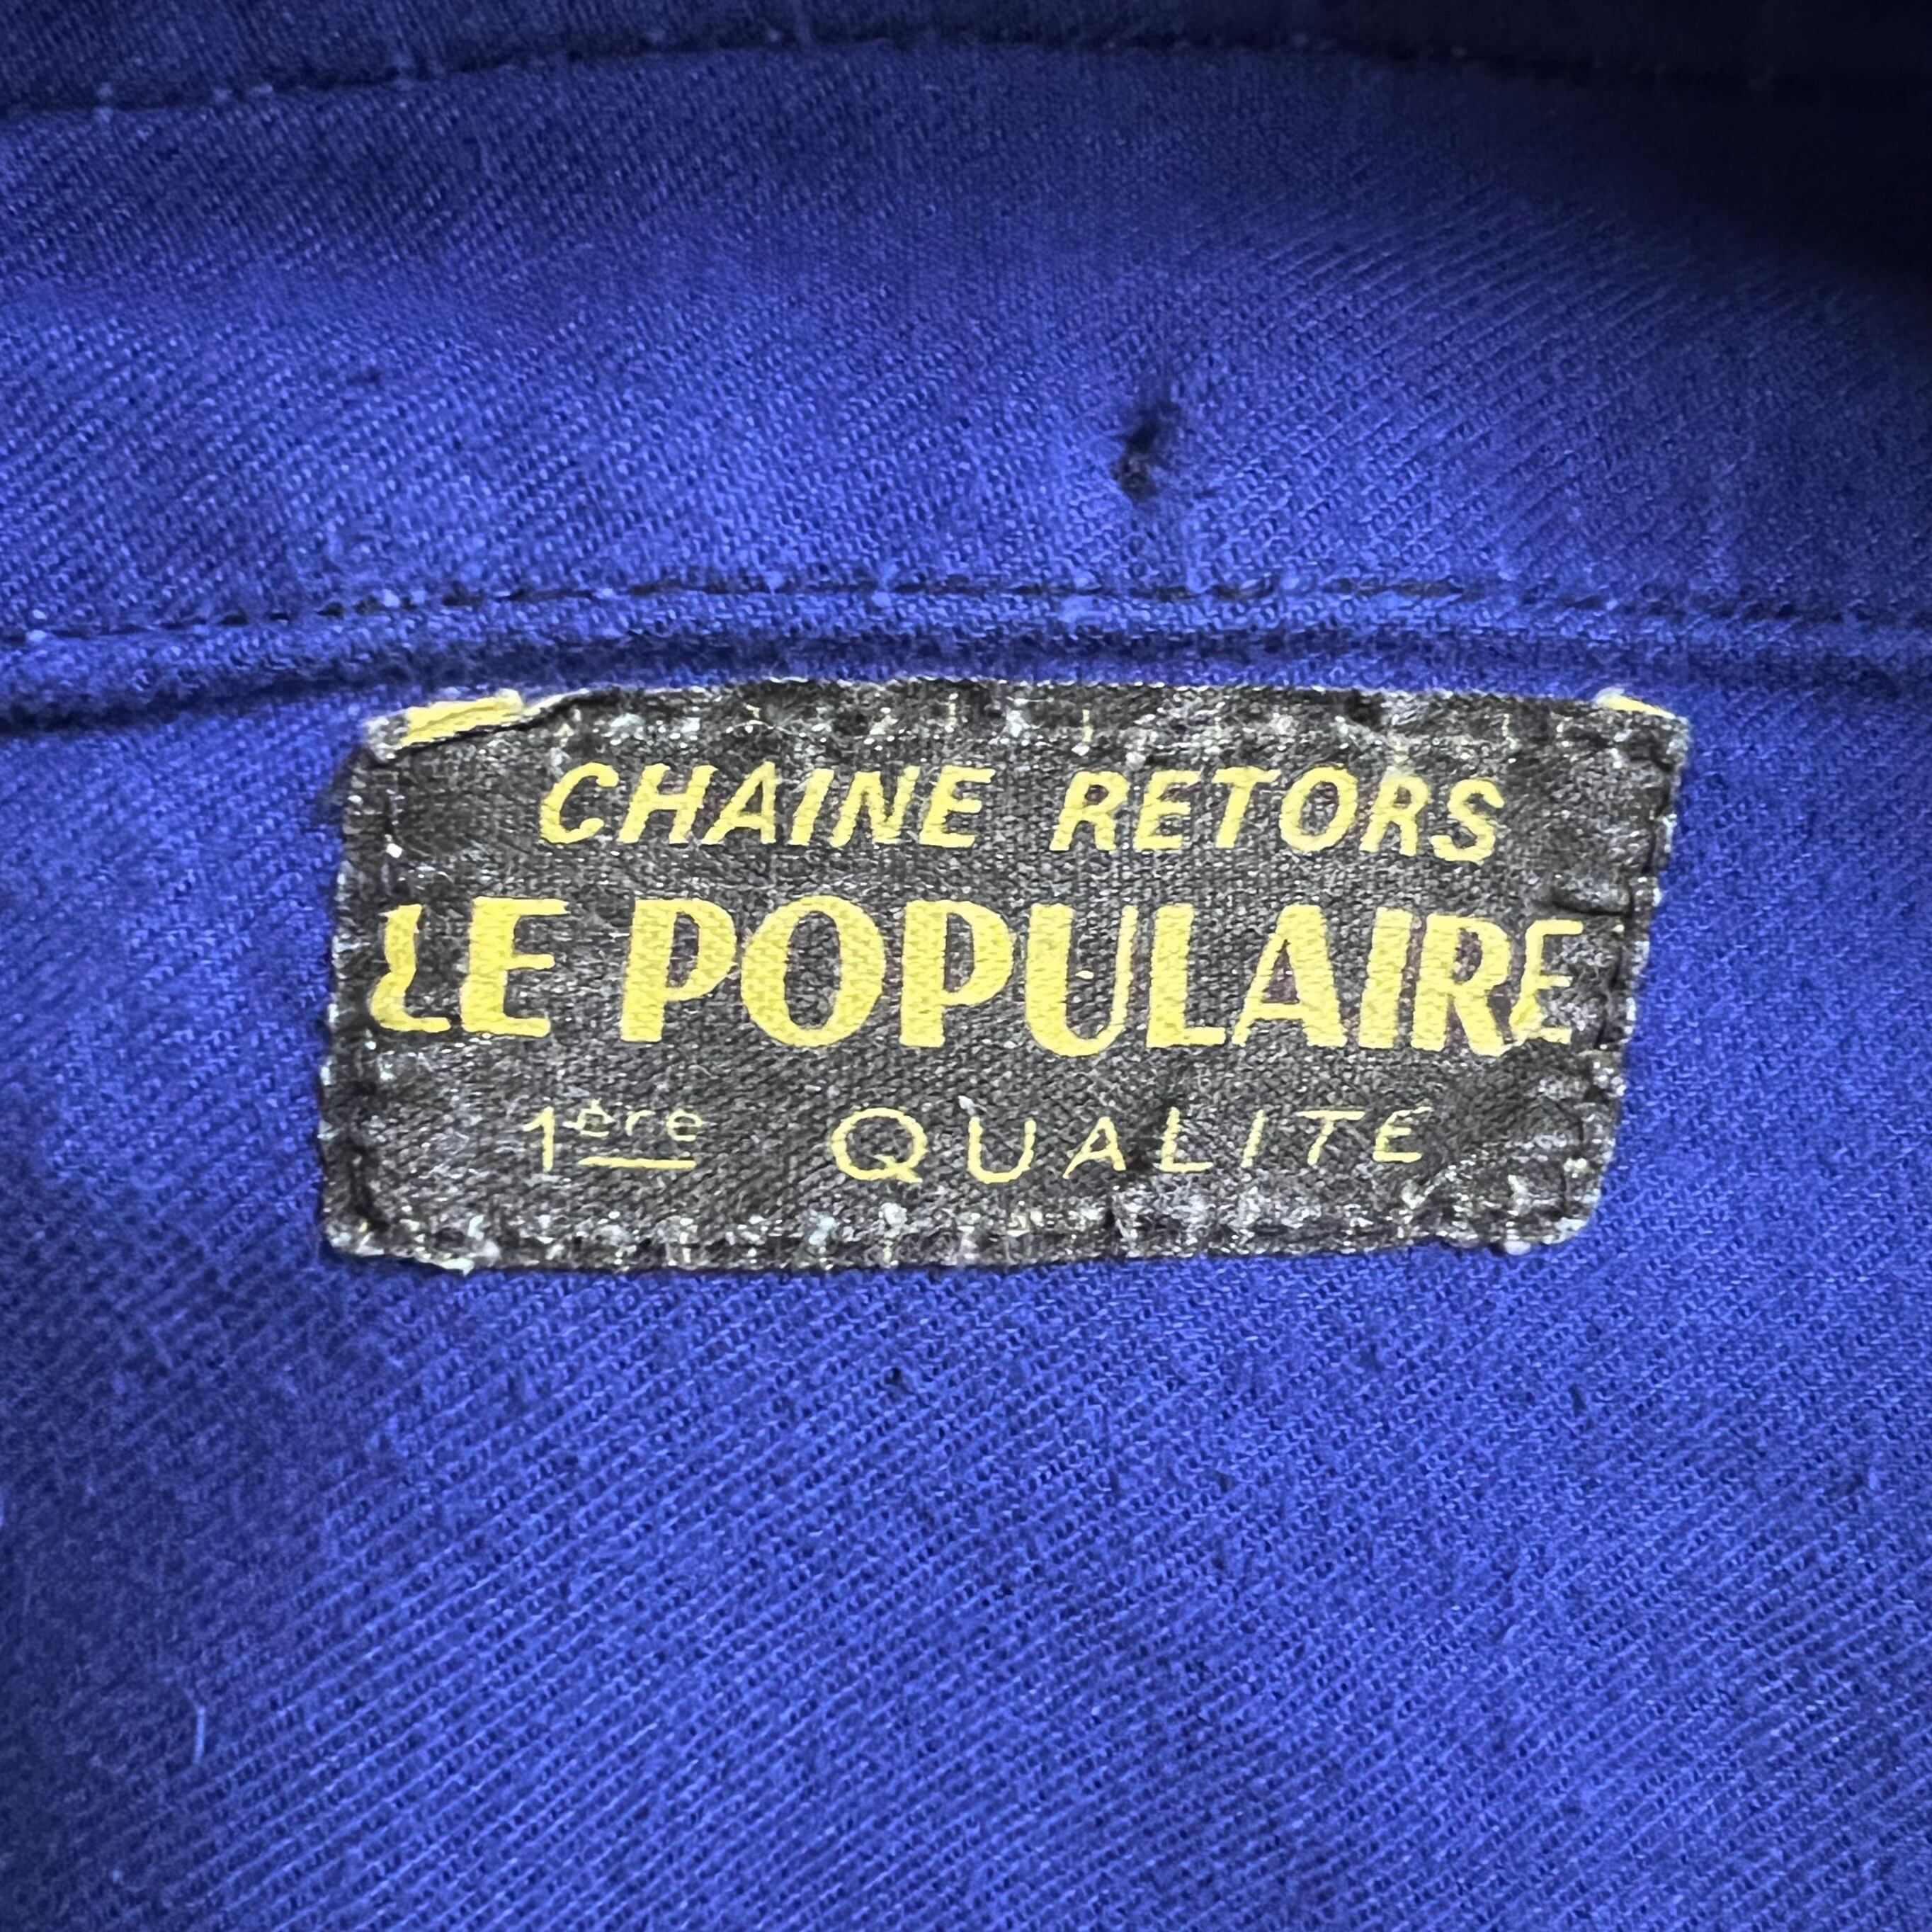 CHAINE RETORS
LE POPULAIRE
1ère QUALITE